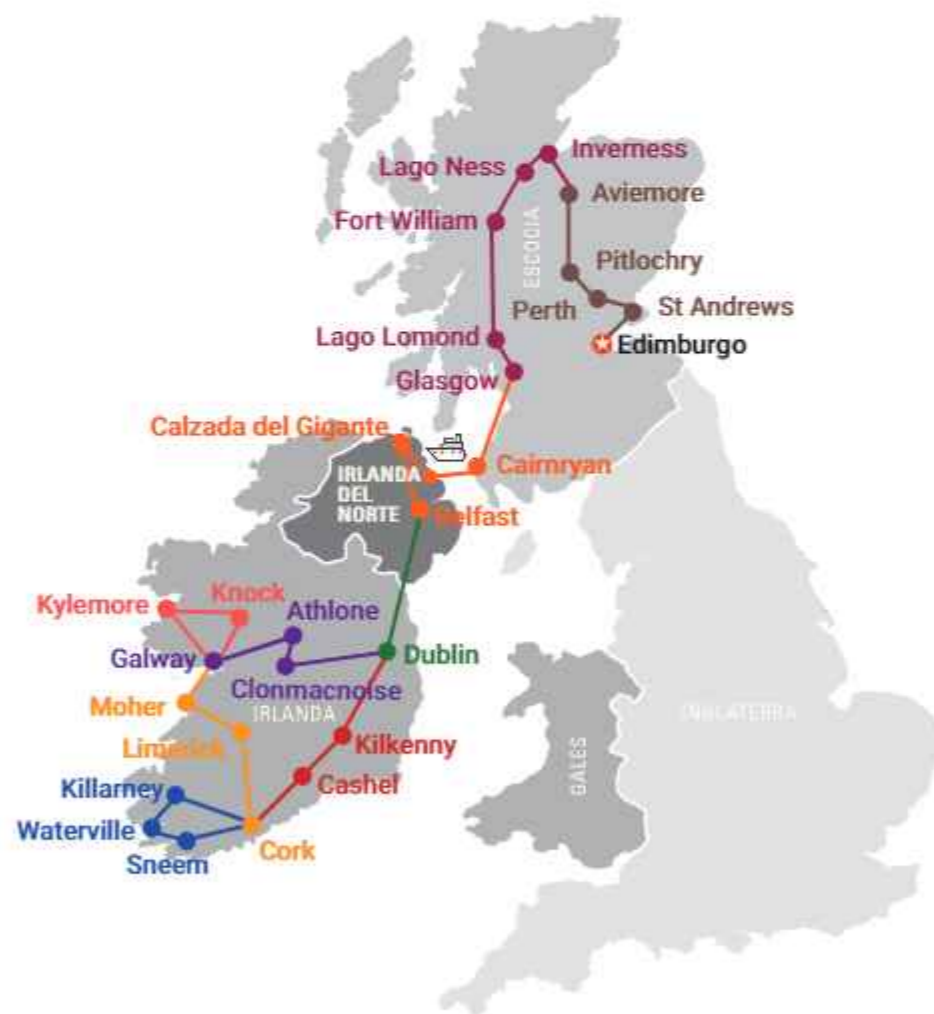 Inverness
Lago Ness
Aviemore
Fort William
ESCOCIA
Pitlochry
Perth
St Andrews
Lago Lomond
Edimburgo
Glasgow
Calzada del Gigante
Cairnryan
IRLANDA
DEL
NORTE
Belfast
Knock
Kylemore
Athlone
Galway
Dublin
Clonmacnoise
Moher
IRLANDA
INGLATERRA
Limerick
Kilkenny
GALES
Cashel
Killarney
Waterville
Cork
Sneem